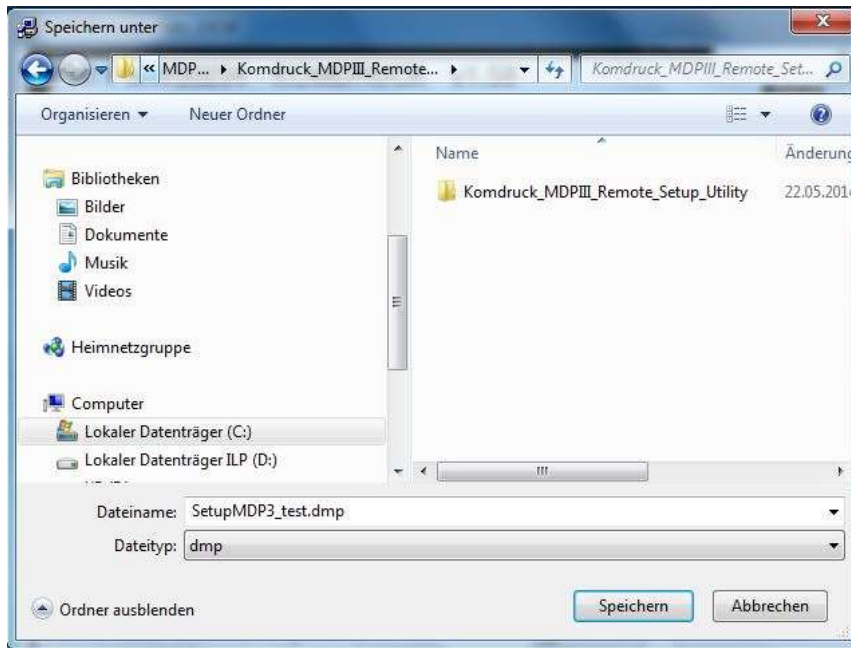 Speichern unter
« MDP... ▸ Komdruck_MDPIII_Remote... ▸
Komdruck_MDPIII_Remote_Set...
Organisieren
Neuer Ordner
Name
Änderung
Bibliotheken
Bilder
Dokumente
Musik
Videos
Heimnetzgruppe
Computer
Lokaler Datenträger (C:)
Lokaler Datenträger ILP (D:)
Komdruck_MDPIII_Remote_Setup_Utility
22.05.201
Dateiname:
SetupMDP3_test.dmp
Dateityp:
dmp
Ordner ausblenden
Speichern
Abbrechen